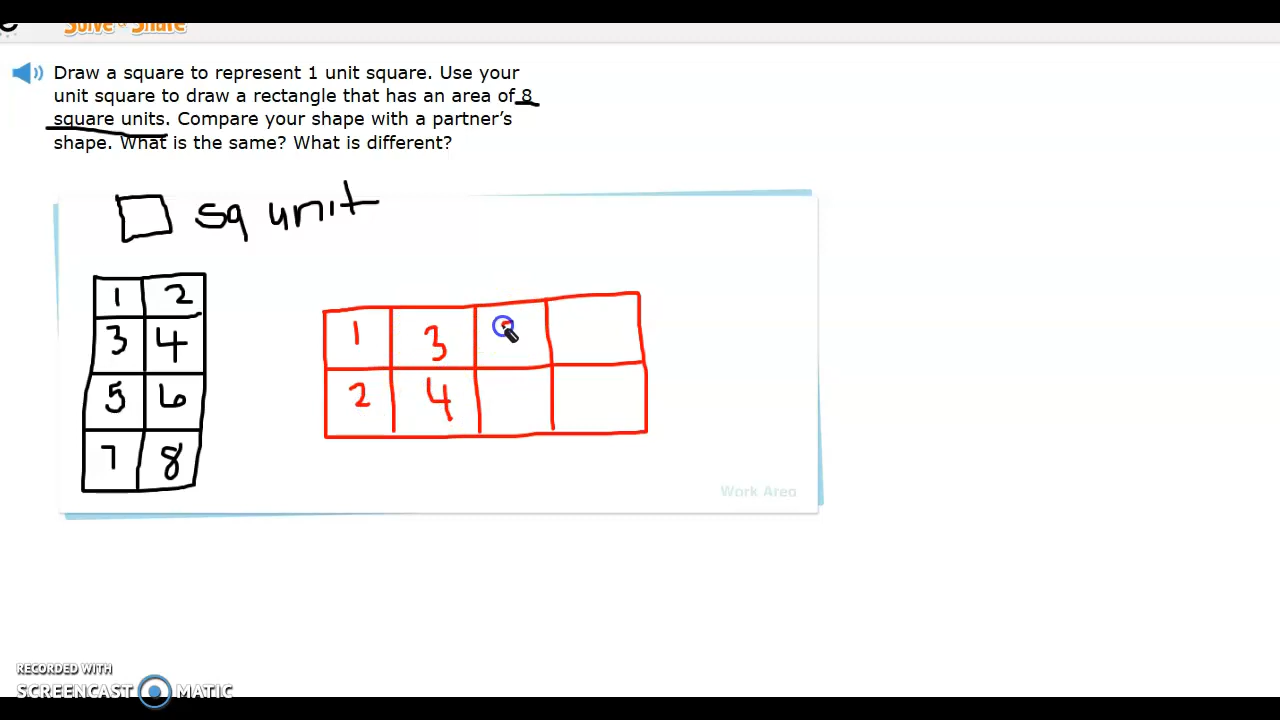 Solve & Share
Draw a square to represent 1 unit square. Use your
unit square to draw a rectangle that has an area of 8
square units. Compare your shape with a partner's
shape. What is the same? What is different?
sq unit
1 2
3 4
5 6
7 8
1 3
2 4
Work Area
RECORDED WITH
SCREENCAST MATIC